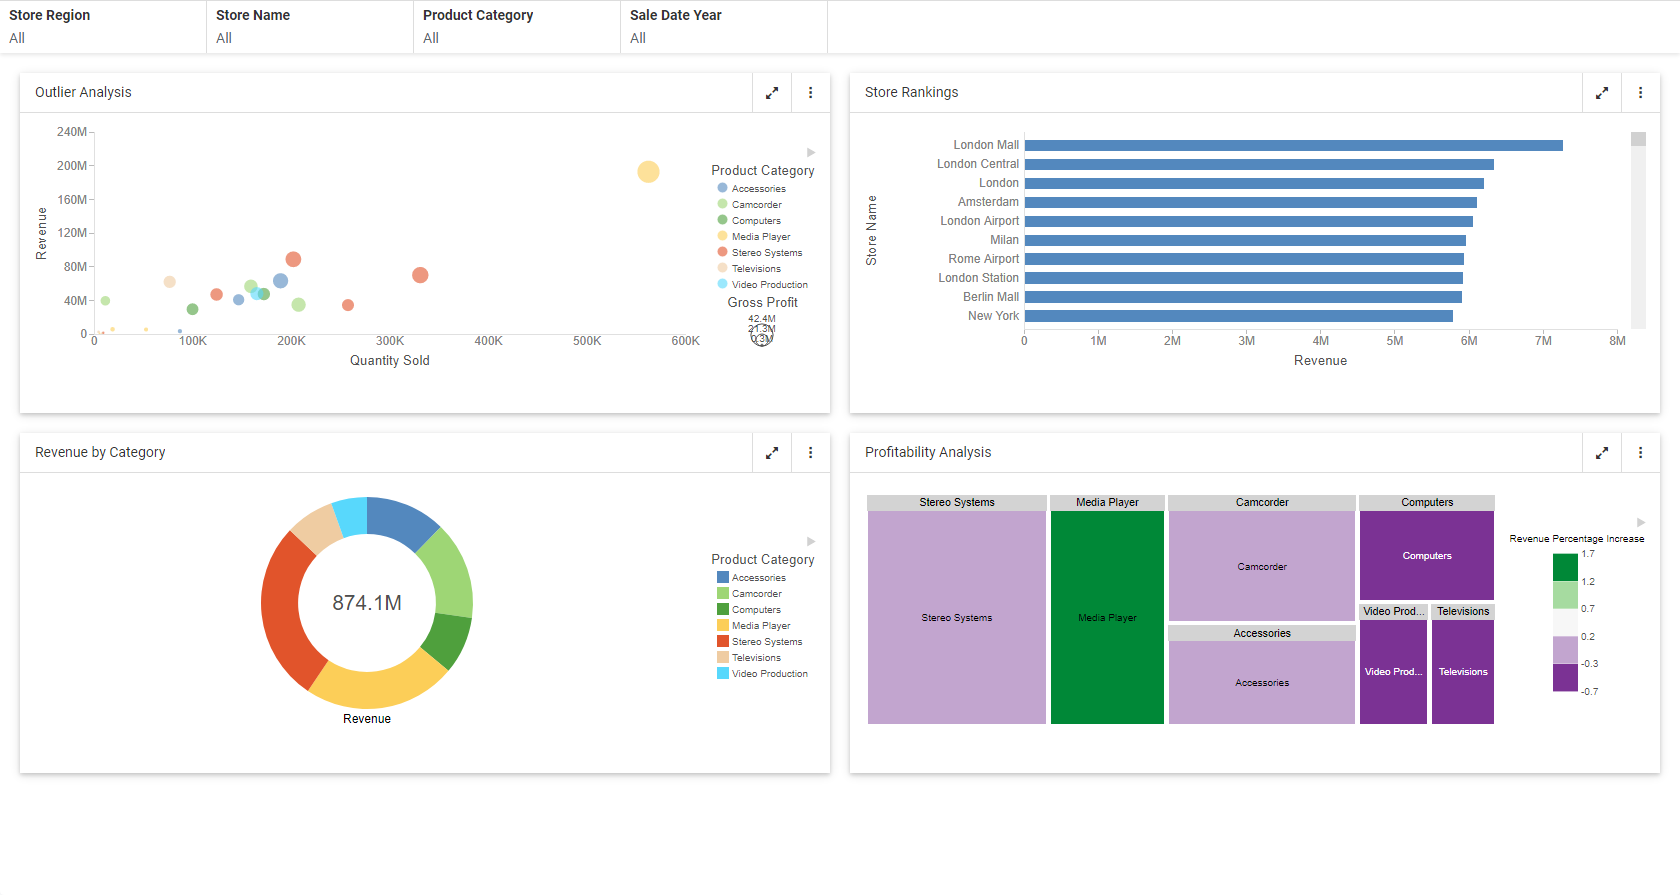 Store Region
All
Store Name
All
Product Category
All
Sale Date Year
All
Outlier Analysis
240M
200M
160M
120M
80M
40M
0
Revenue
0
100K
200K
300K
400K
500K
600K
Quantity Sold
Product Category
Accessories
Camcorder
Computers
Media Player
Stereo Systems
Televisions
Video Production
Gross Profit
42.4M
21.3M
0.3M
Store Rankings
Store Name
London Mall
London Central
London
Amsterdam
London Airport
Milan
Rome Airport
London Station
Berlin Mall
New York
0
1M
2M
3M
4M
5M
6M
7M
8M
Revenue
Revenue by Category
874.1M
Revenue
Product Category
Accessories
Camcorder
Computers
Media Player
Stereo Systems
Televisions
Video Production
Profitability Analysis
Stereo Systems
Stereo Systems
Media Player
Media Player
Camcorder
Camcorder
Accessories
Accessories
Computers
Computers
Video Prod...
Video Prod...
Televisions
Televisions
Revenue Percentage Increase
1.7
1.2
0.7
0.2
-0.3
-0.7